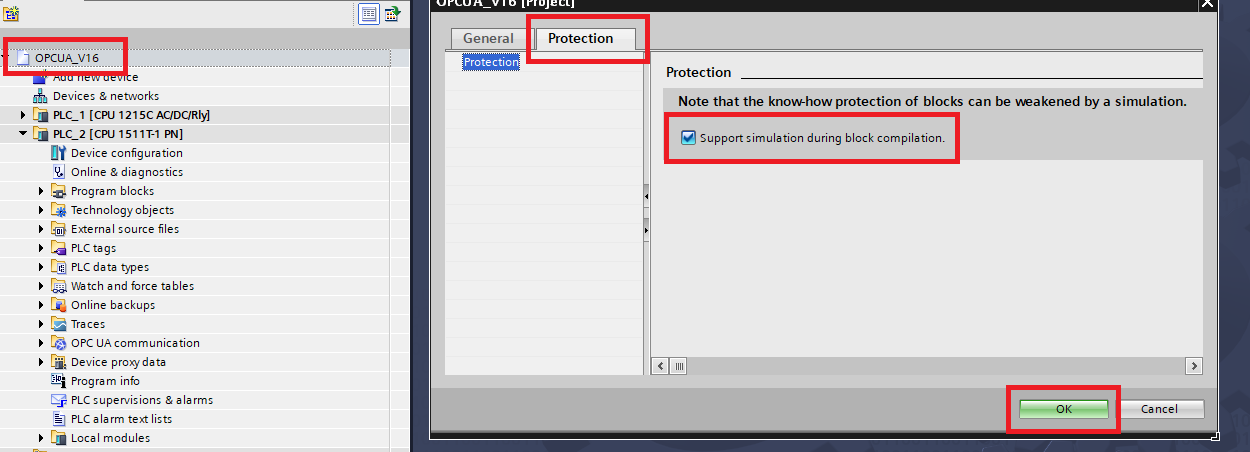 OPCUA_V16
Add new device
Devices & networks
PLC_1 [CPU 1215C AC/DC/Rly]
PLC_2 [CPU 1511T-1 PN]
Device configuration
Online & diagnostics
Program blocks
Technology objects
External source files
PLC tags
PLC data types
Watch and force tables
Online backups
Traces
OPC UA communication
Device proxy data
Program info
PLC supervisions & alarms
PLC alarm text lists
Local modules
OPCUA_V16 [Project]
General
Protection
Protection
Protection
Note that the know-how protection of blocks can be weakened by a simulation.
Support simulation during block compilation.
OK
Cancel